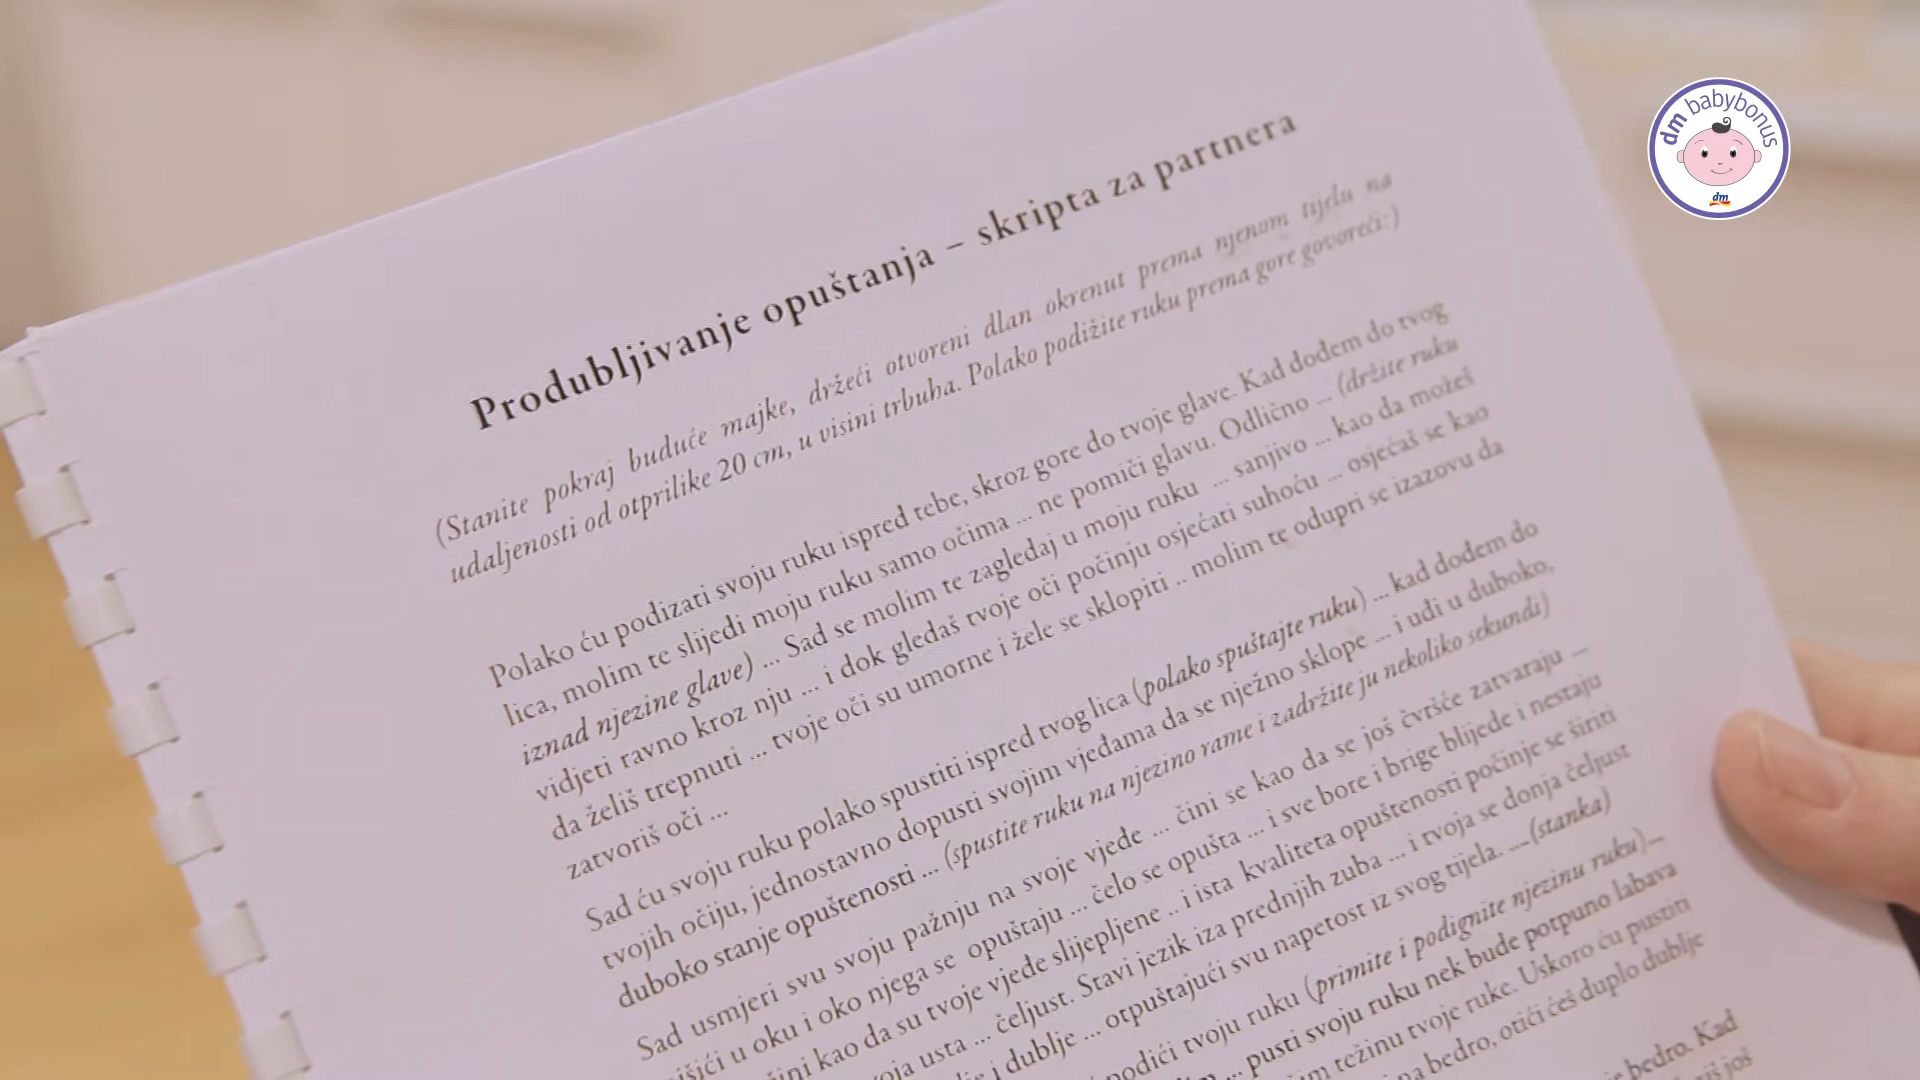 dm babybonus
dm
Produbljivanje opuštanja – skripta za partnera
(Stanite pokraj buduće majke, držeći otvoreni dlan okrenut prema njenom tijelu na
udaljenosti od otprilike 20 cm, u visini trbuha. Polako podižite ruku prema gore govoreći:)
Polako ću podizati svoju ruku ispred tebe, skroz gore do tvoje glave. Kad dođem do tvog
lica, molim te slijedi moju ruku samo očima ... ne pomiči glavu. Odlično ... (držite ruku
iznad njezine glave) ... Sad se molim te zagledaj u moju ruku ... sanjivo ... kao da možeš
vidjeti ravno kroz nju ... i dok gledaš tvoje oči počinju osjećati suhoću ... osjećaš se kao
da želiš trepnuti ... tvoje oči su umorne i žele se sklopiti .. molim te odupri se izazovu da
zatvoriš oči ...
Sad ću svoju ruku polako spustiti ispred tvog lica (polako spuštajte ruku) ... kad dođem do
tvojih očiju, jednostavno dopusti svojim vjeđama da se nježno sklope ... i uđi u duboko,
duboko stanje opuštenosti ... (spustite ruku na njezino rame i zadržite ju nekoliko sekundi)
Sad usmjeri svu svoju pažnju na svoje vjeđe ... čini se kao da se još čvršće zatvaraju –
u oku i oko njega se opuštaju ... čelo se opušta ... i sve bore i brige blijede i nestaju
kao da su tvoje vjeđe slijepljene .. i ista kvaliteta opuštenosti počinje se širiti
usta ... čeljust. Stavi jezik iza prednjih zuba ... i tvoja se donja čeljust
i dublje ... otpuštajući svu napetost iz svog tijela. ---(stanka)
podići tvoju ruku (primite i podignite njezinu ruku)—
... pusti svoju ruku nek bude potpuno labava
težinu tvoje ruke. Uskoro ću pustiti
na bedro, otići ćeš duplo dublje
bedro. Kad
još